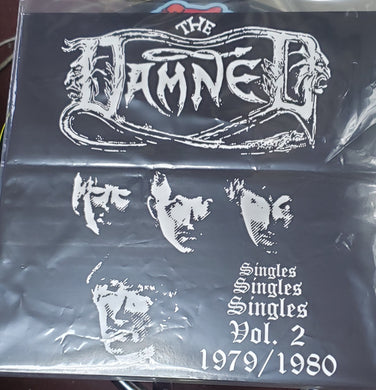 THE
DAMNED
Singles
Singles
Singles
Vol. 2
1979/1980